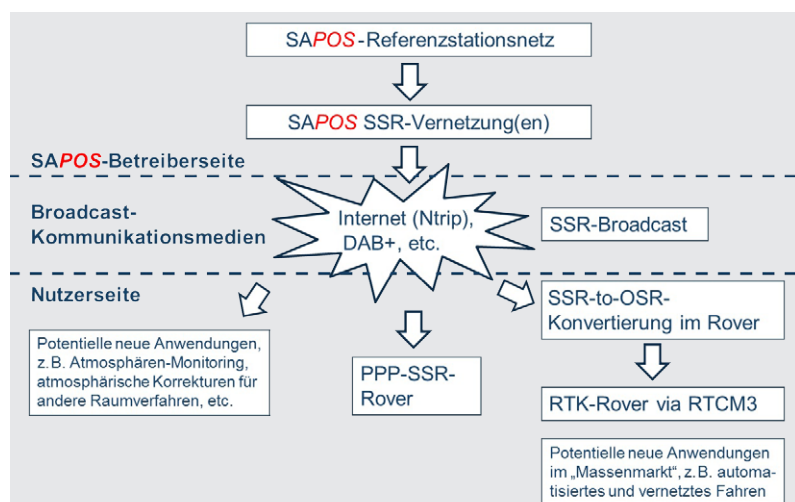 SAPOS-Referenzstationsnetz
SAPOS SSR-Vernetzung(en)
SAPOS-Betreiberseite
Broadcast-
Kommunikationsmedien
Internet (Ntrip),
DAB+, etc.
SSR-Broadcast
Nutzerseite
Potentielle neue Anwendungen,
z. B. Atmosphären-Monitoring,
atmosphärische Korrekturen für
andere Raumverfahren, etc.
PPP-SSR-
Rover
SSR-to-OSR-
Konvertierung im Rover
RTK-Rover via RTCM3
Potentielle neue Anwendungen
im „Massenmarkt“, z. B. automa-
tisiertes und vernetztes Fahren